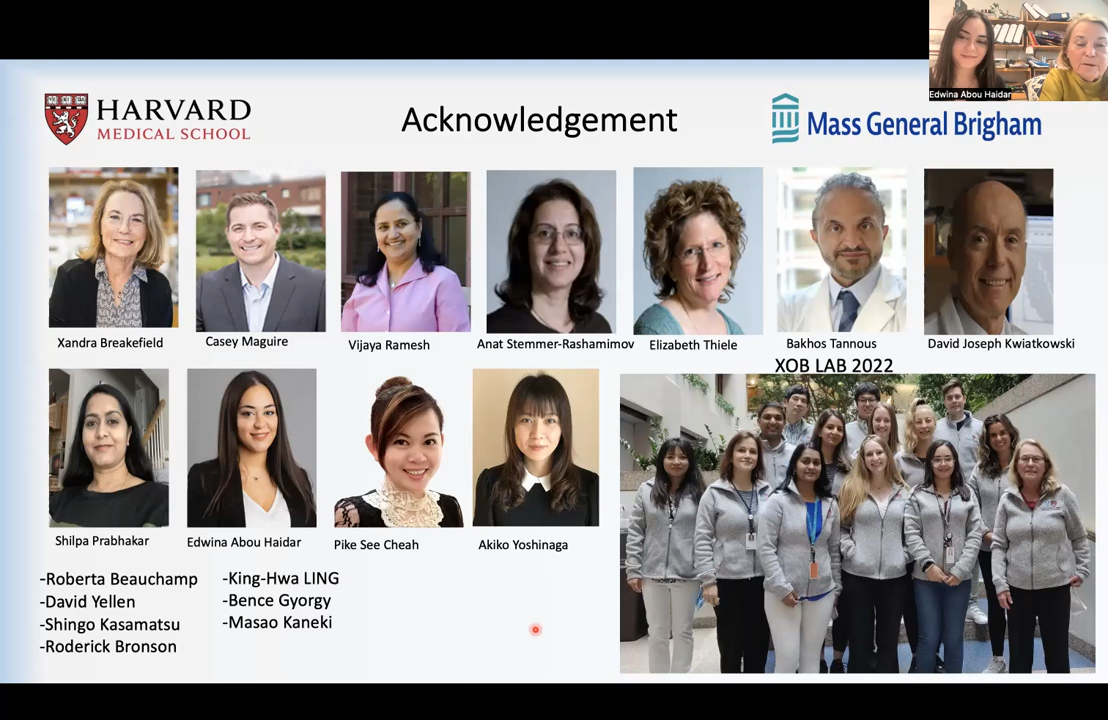 Edwina Abou Haidar
HARVARD
MEDICAL SCHOOL
Acknowledgement
Mass General Brigham
Xandra Breakefield
Casey Maguire
Vijaya Ramesh
Anat Stemmer-Rashamimov
Elizabeth Thiele
Bakhos Tannous
David Joseph Kwiatkowski
XOB LAB 2022
Shilpa Prabhakar
Edwina Abou Haidar
Pike See Cheah
Akiko Yoshinaga
-Roberta Beauchamp
-David Yellen
-Shingo Kasamatsu
-Roderick Bronson
-King-Hwa LING
-Bence Gyorgy
-Masao Kaneki